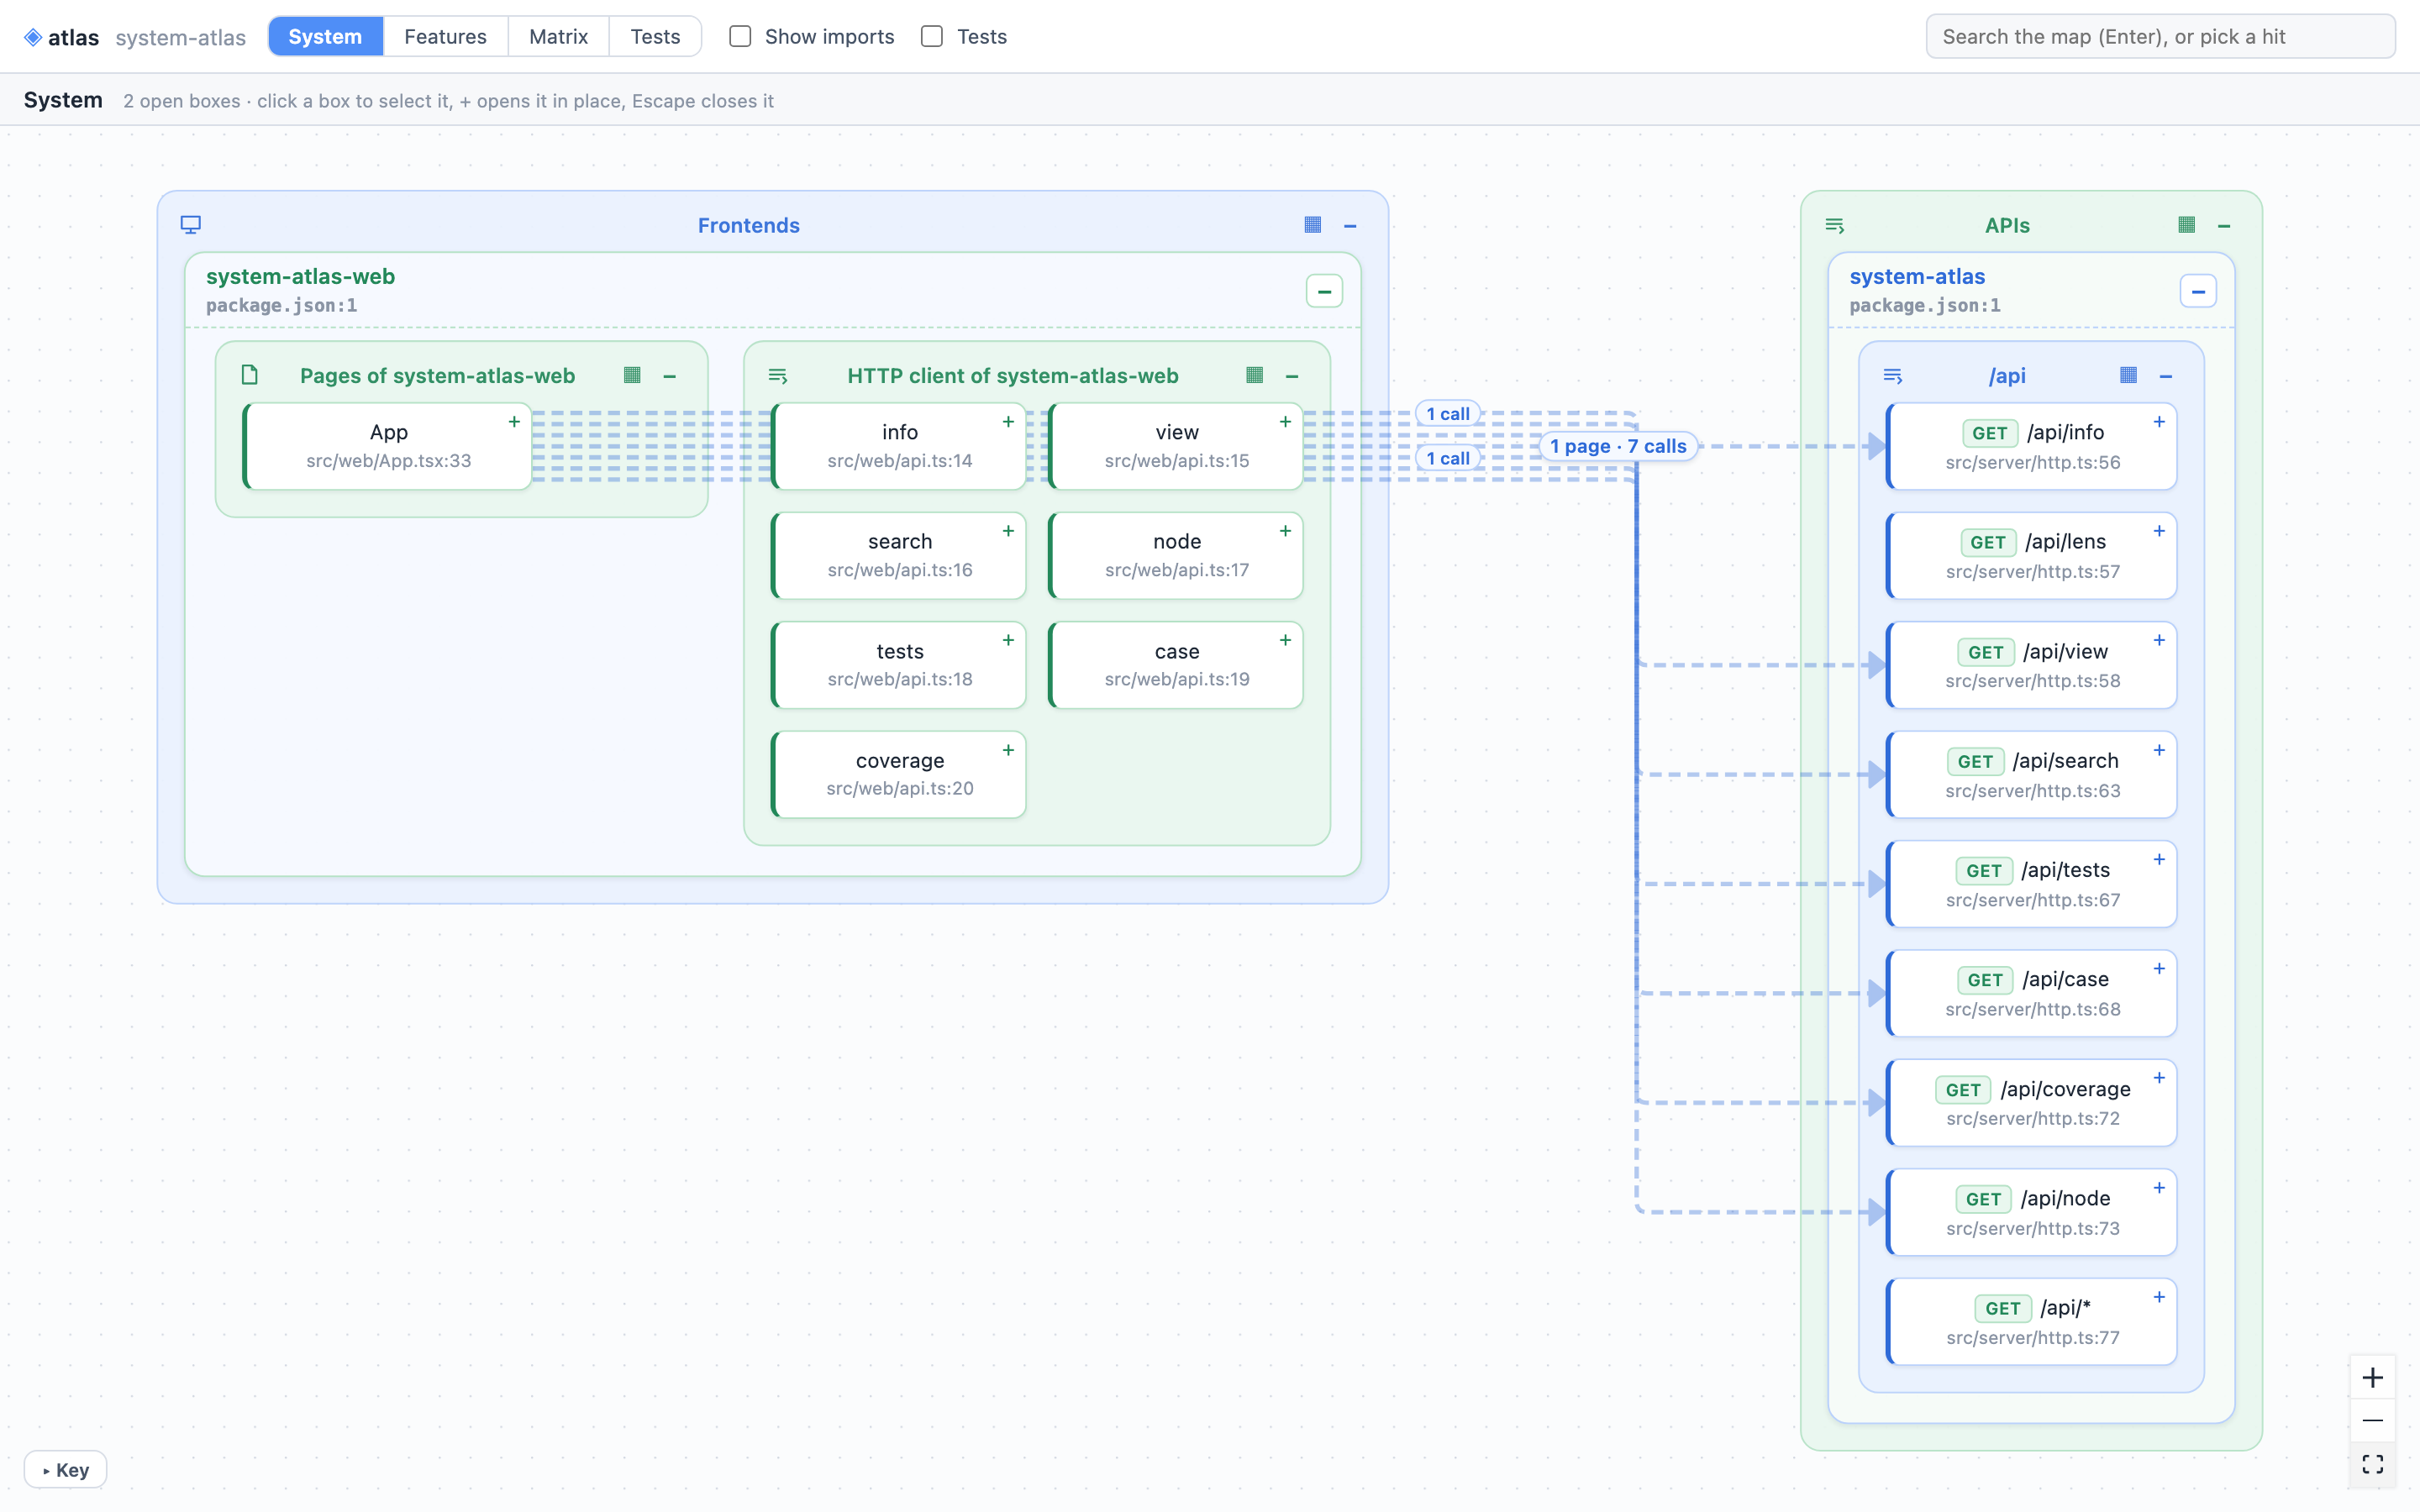 atlas system-atlas System Features Matrix Tests Show imports Tests Search the map (Enter), or pick a hit
System 2 open boxes · click a box to select it, + opens it in place, Escape closes it
Frontends
system-atlas-web
package.json:1
Pages of system-atlas-web
App
src/web/App.tsx:33
HTTP client of system-atlas-web
info
src/web/api.ts:14
view
src/web/api.ts:15
search
src/web/api.ts:16
node
src/web/api.ts:17
tests
src/web/api.ts:18
case
src/web/api.ts:19
coverage
src/web/api.ts:20
1 call
1 page · 7 calls
1 call
APIs
system-atlas
package.json:1
/api
GET /api/info
src/server/http.ts:56
GET /api/lens
src/server/http.ts:57
GET /api/view
src/server/http.ts:58
GET /api/search
src/server/http.ts:63
GET /api/tests
src/server/http.ts:67
GET /api/case
src/server/http.ts:68
GET /api/coverage
src/server/http.ts:72
GET /api/node
src/server/http.ts:73
GET /api/*
src/server/http.ts:77
Key